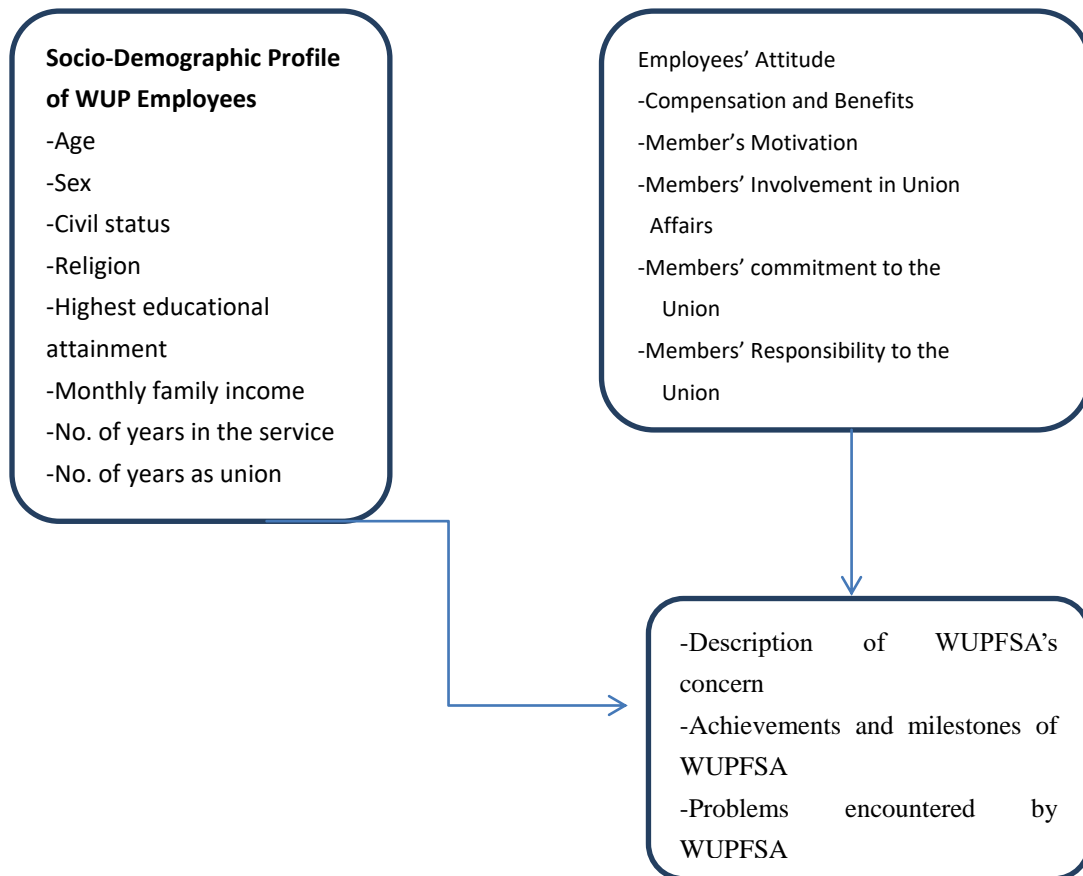 Socio-Demographic Profile
of WUP Employees
-Age
-Sex
-Civil status
-Religion
-Highest educational
attainment
-Monthly family income
-No. of years in the service
-No. of years as union
Employees’ Attitude
-Compensation and Benefits
-Member’s Motivation
-Members’ Involvement in Union
Affairs
-Members’ commitment to the
Union
-Members’ Responsibility to the
Union
-Description of WUPFSA’s
concern
-Achievements and milestones of
WUPFSA
-Problems encountered by
WUPFSA